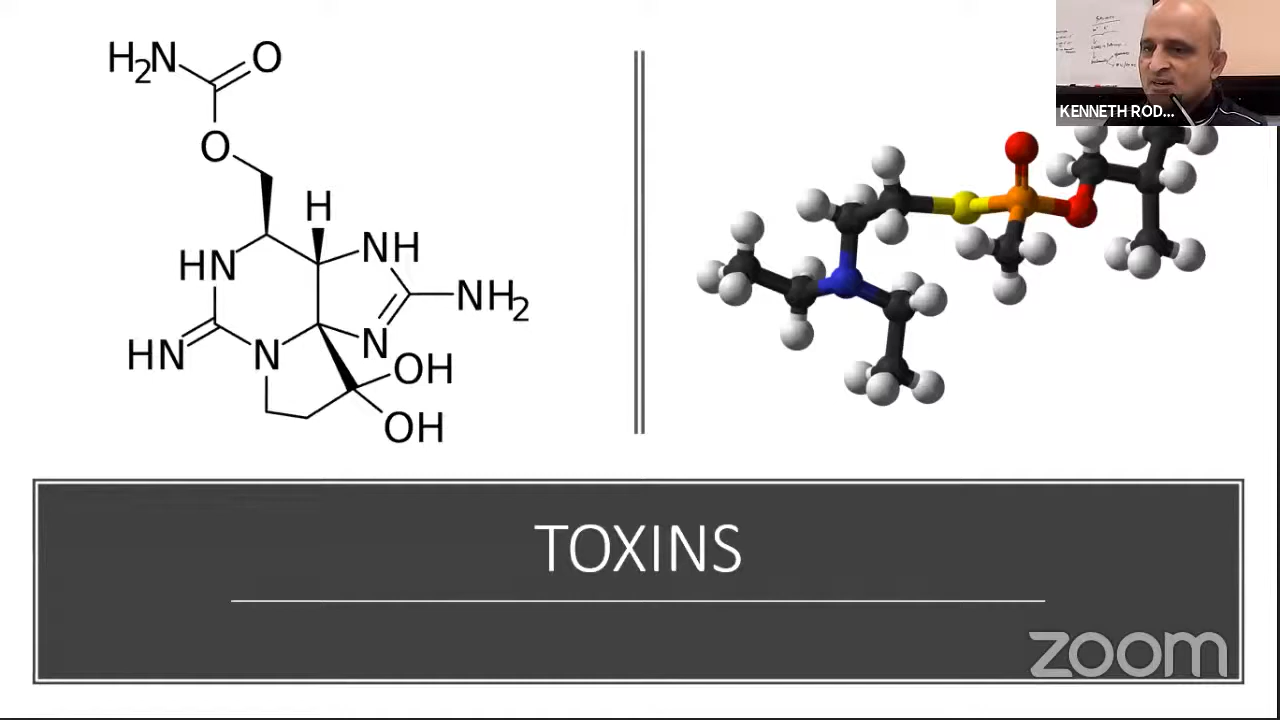 H2N
O
O
H
HN
NH
NH2
HN
N
N
OH
OH
KENNETH ROD...
TOXINS
zoom